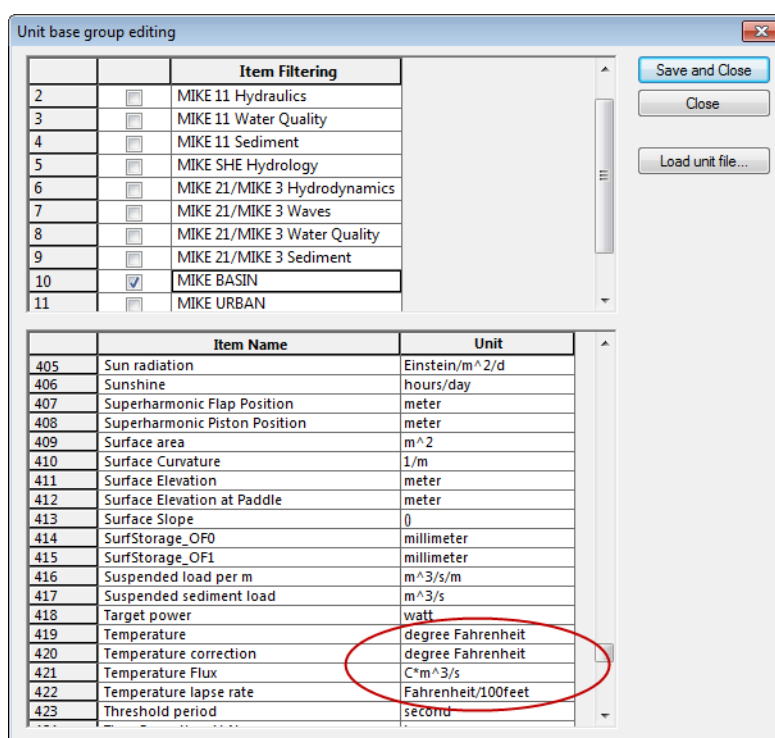 Unit base group editing
Item Filtering
2 MIKE 11 Hydraulics
3 MIKE 11 Water Quality
4 MIKE 11 Sediment
5 MIKE SHE Hydrology
6 MIKE 21/MIKE 3 Hydrodynamics
7 MIKE 21/MIKE 3 Waves
8 MIKE 21/MIKE 3 Water Quality
9 MIKE 21/MIKE 3 Sediment
10 MIKE BASIN
11 MIKE URBAN
Save and Close
Close
Load unit file...
Item Name Unit
405 Sun radiation Einstein/m^2/d
406 Sunshine hours/day
407 Superharmonic Flap Position meter
408 Superharmonic Piston Position meter
409 Surface area m^2
410 Surface Curvature 1/m
411 Surface Elevation meter
412 Surface Elevation at Paddle meter
413 Surface Slope ()
414 SurfStorage_OF0 millimeter
415 SurfStorage_OF1 millimeter
416 Suspended load per m m^3/s/m
417 Suspended sediment load m^3/s
418 Target power watt
419 Temperature degree Fahrenheit
420 Temperature correction degree Fahrenheit
421 Temperature Flux C*m^3/s
422 Temperature lapse rate Fahrenheit/100feet
423 Threshold period second